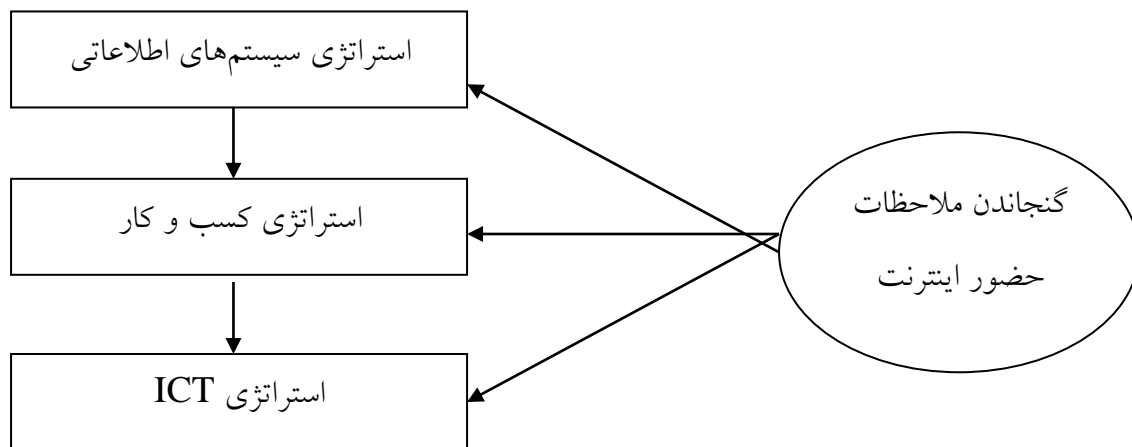 استراتژی سیستم‌های اطلاعاتی
استراتژی کسب و کار
استراتژی ICT
گنجاندن ملاحظات
حضور اینترنت